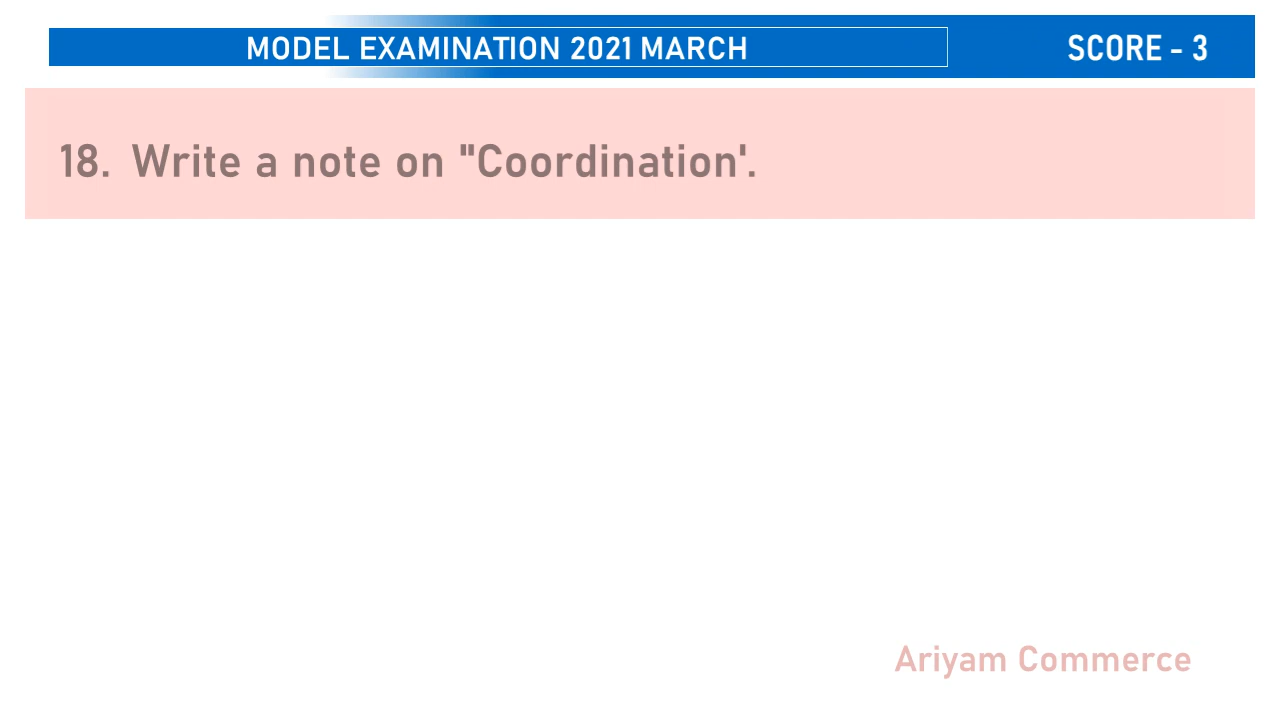 MODEL EXAMINATION 2021 MARCH
SCORE - 3
18. Write a note on "Coordination'.
Ariyam Commerce